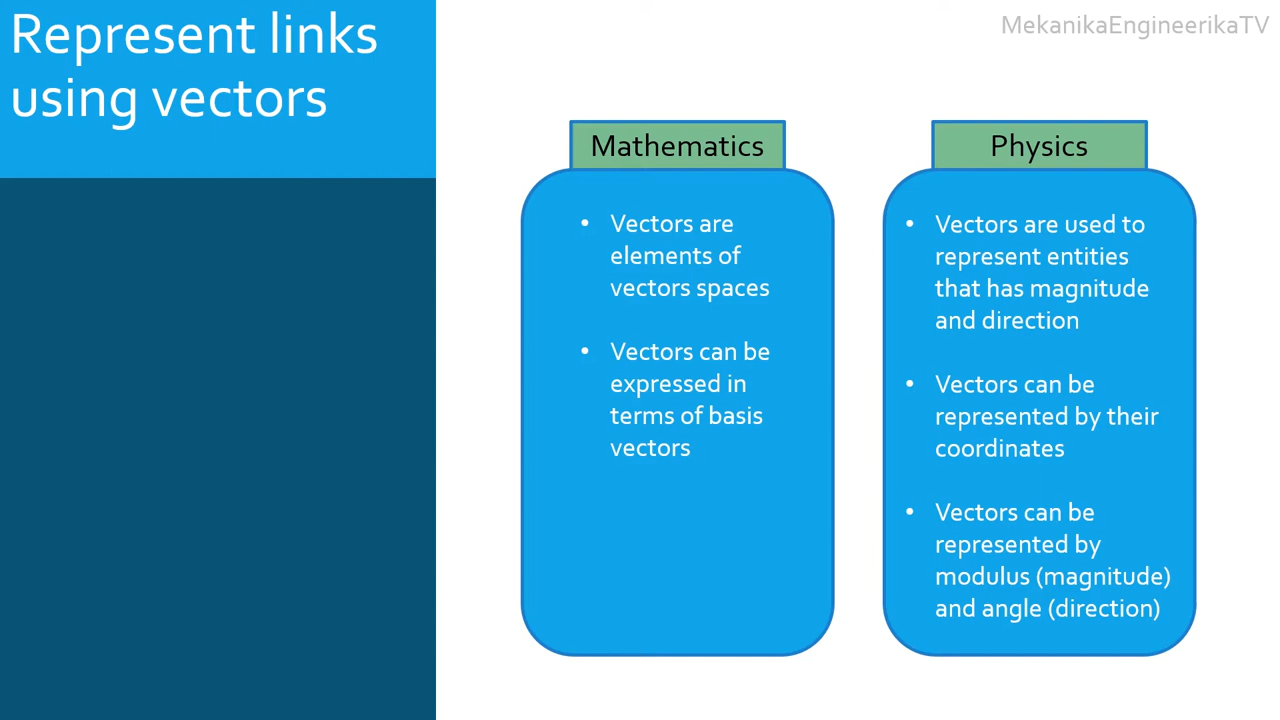 Represent links
using vectors
MekanikaEngineerikaTV
Mathematics
• Vectors are
elements of
vectors spaces
• Vectors can be
expressed in
terms of basis
vectors
Physics
• Vectors are used to
represent entities
that has magnitude
and direction
• Vectors can be
represented by their
coordinates
• Vectors can be
represented by
modulus (magnitude)
and angle (direction)